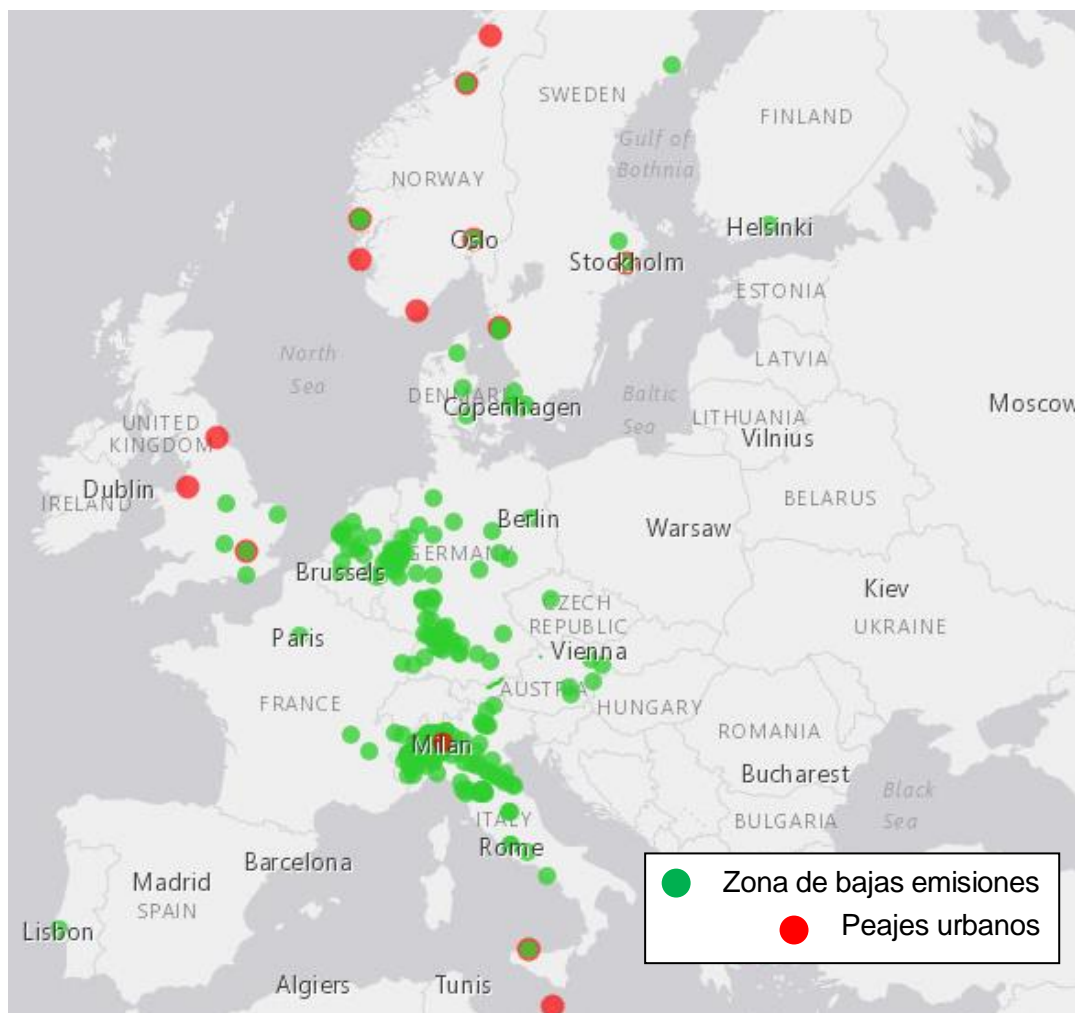 SWEDEN
FINLAND
Gulf of
Bothnia
NORWAY
Helsinki
Oslo
Stockholm
ESTONIA
North
Sea
LATVIA
DENMARK
Baltic
Sea
Copenhagen
Moscow
LITHUANIA
Vilnius
UNITED
KINGDOM
Dublin
IRELAND
BELARUS
Berlin
Warsaw
GERMANY
Brussels
Kiev
CZECH
REPUBLIC
UKRAINE
Paris
Vienna
FRANCE
AUSTRIA
HUNGARY
ROMANIA
Milan
Bucharest
Black
Sea
ITALY
BULGARIA
Rome
Barcelona
Madrid
SPAIN
Lisbon
Zona de bajas emisiones
Peajes urbanos
Algiers
Tunis